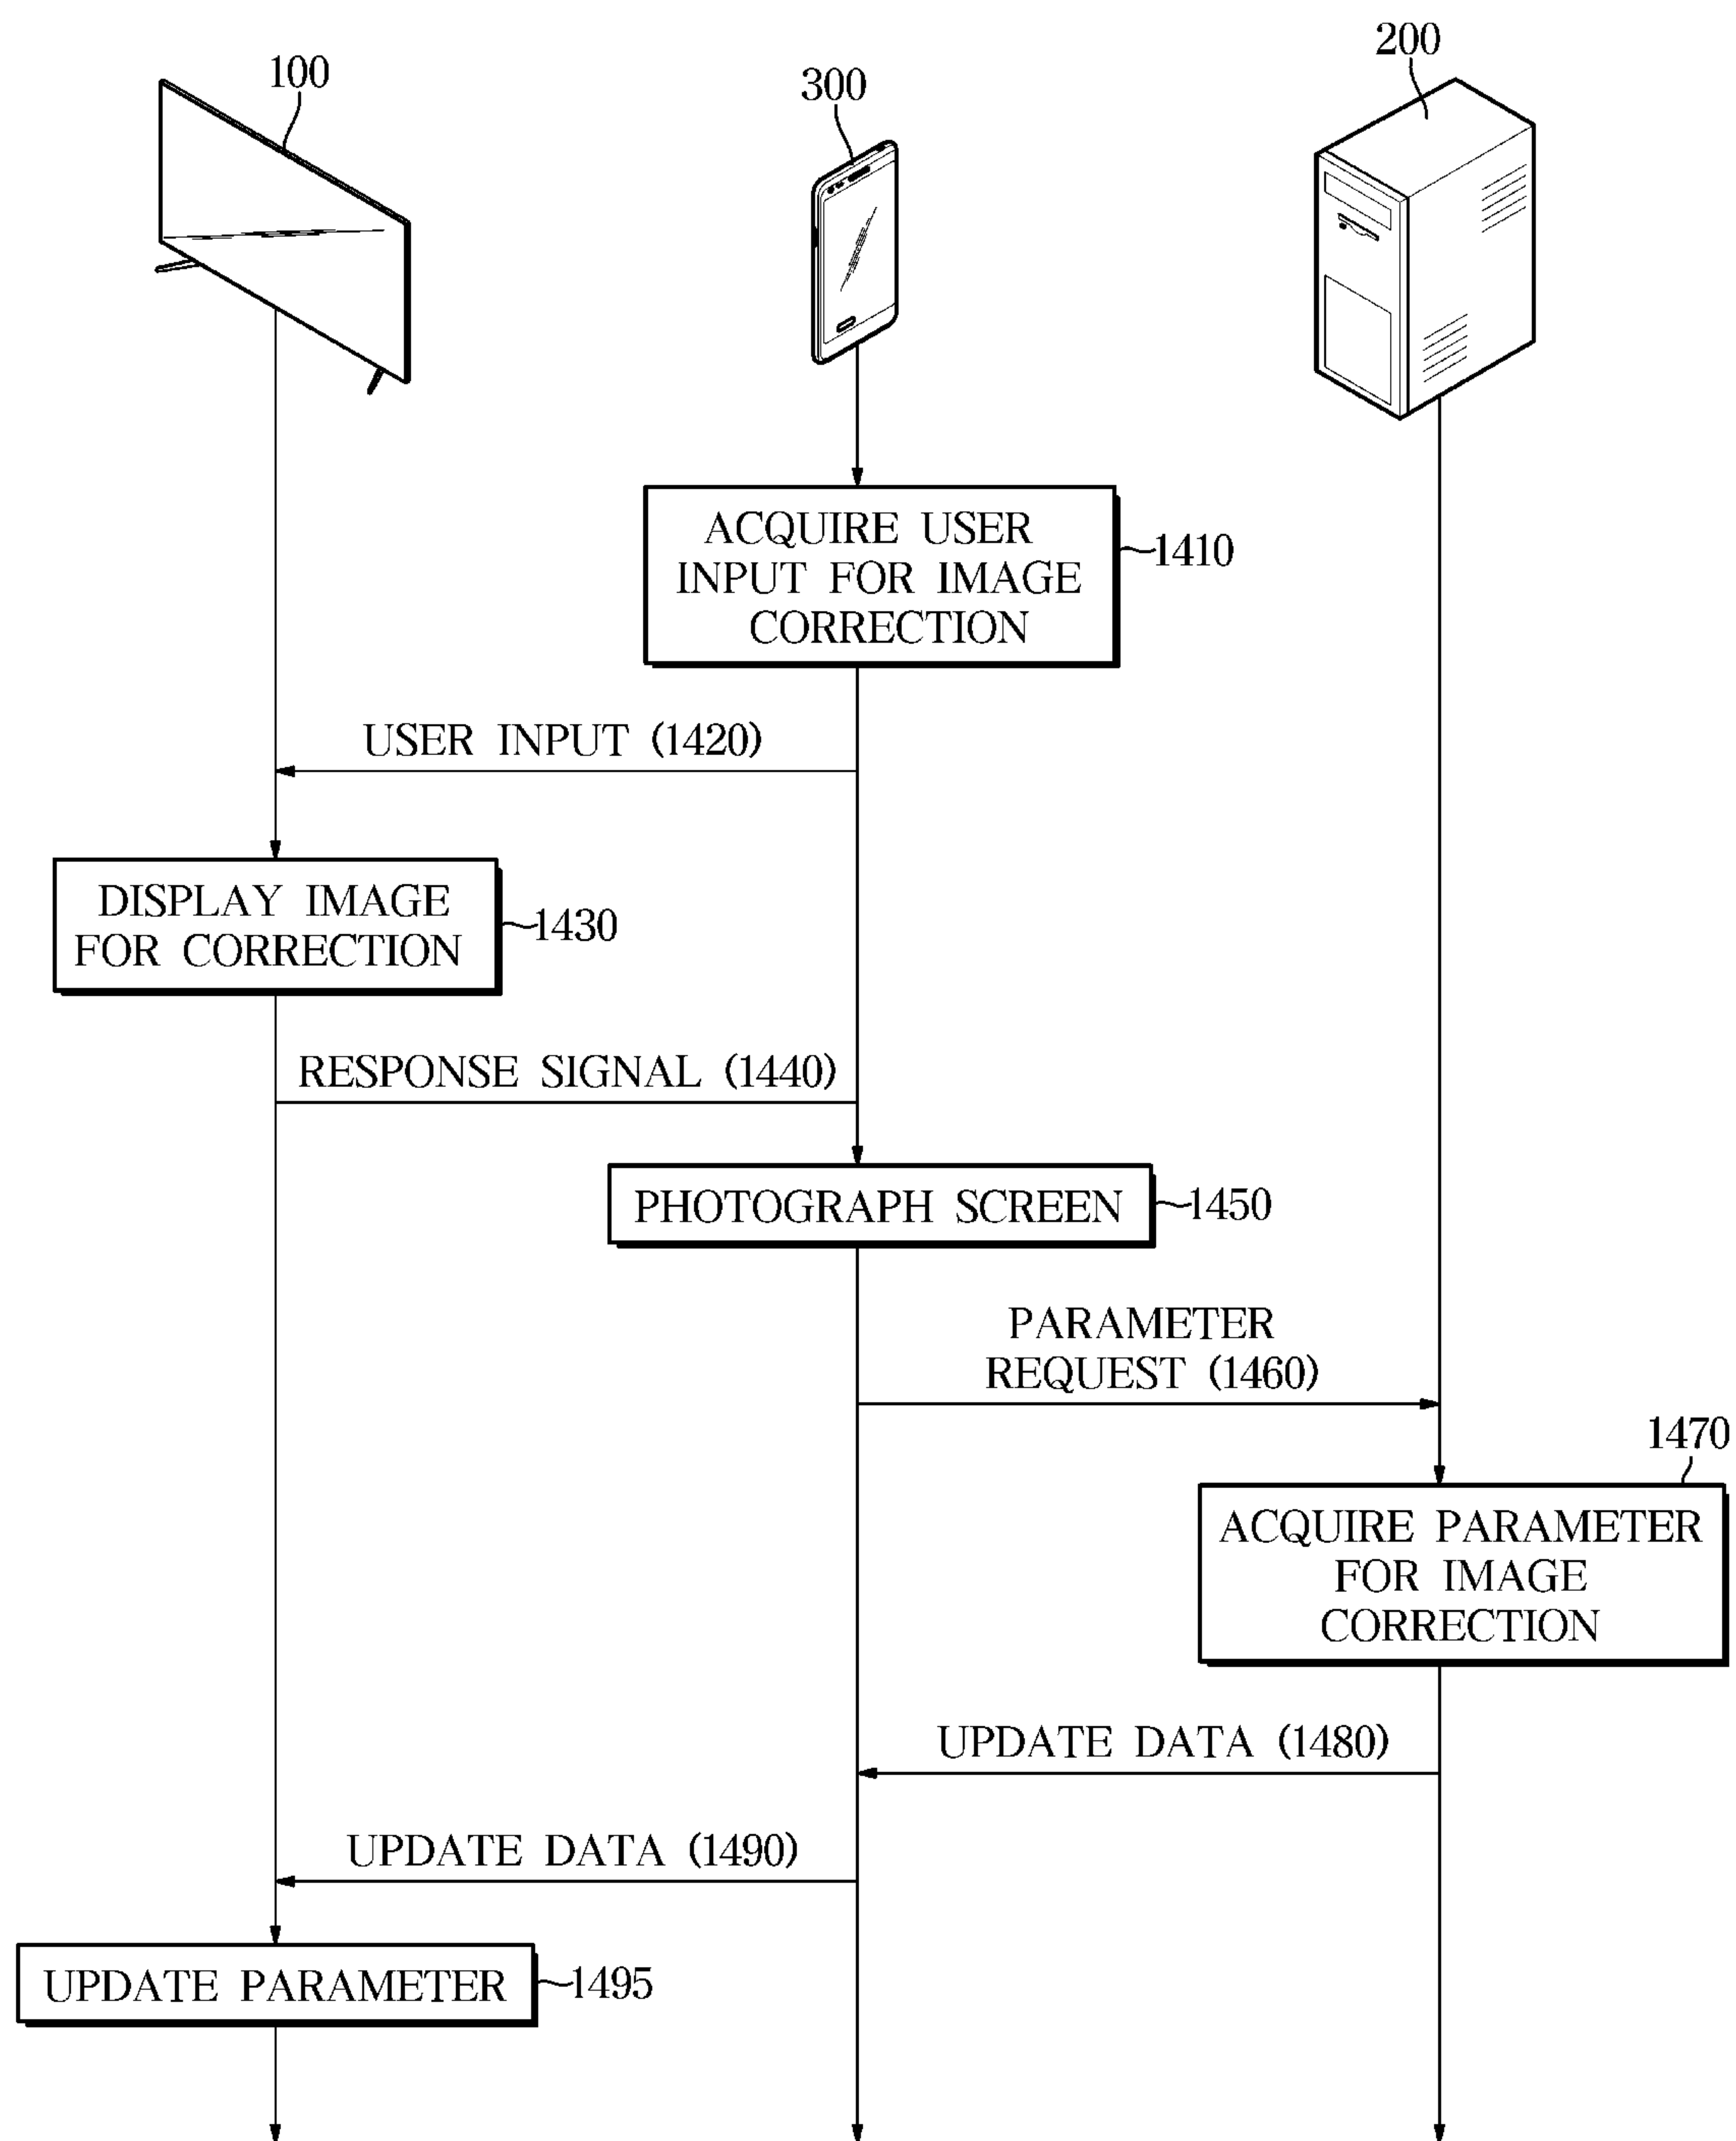 100
300
200
ACQUIRE USER
INPUT FOR IMAGE
CORRECTION
1410
USER INPUT (1420)
DISPLAY IMAGE
FOR CORRECTION
1430
RESPONSE SIGNAL (1440)
PHOTOGRAPH SCREEN
1450
PARAMETER
REQUEST (1460)
1470
ACQUIRE PARAMETER
FOR IMAGE
CORRECTION
UPDATE DATA (1480)
UPDATE DATA (1490)
UPDATE PARAMETER
1495